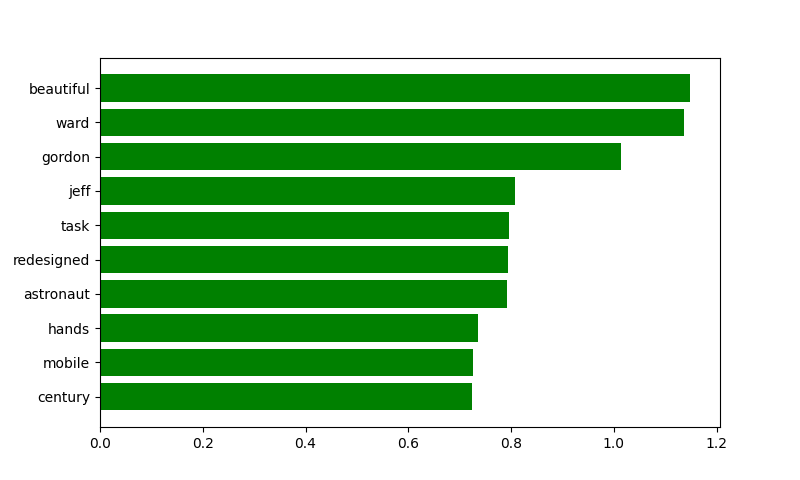 beautiful
ward
gordon
jeff
task
redesigned
astronaut
hands
mobile
century
0.0 0.2 0.4 0.6 0.8 1.0 1.2